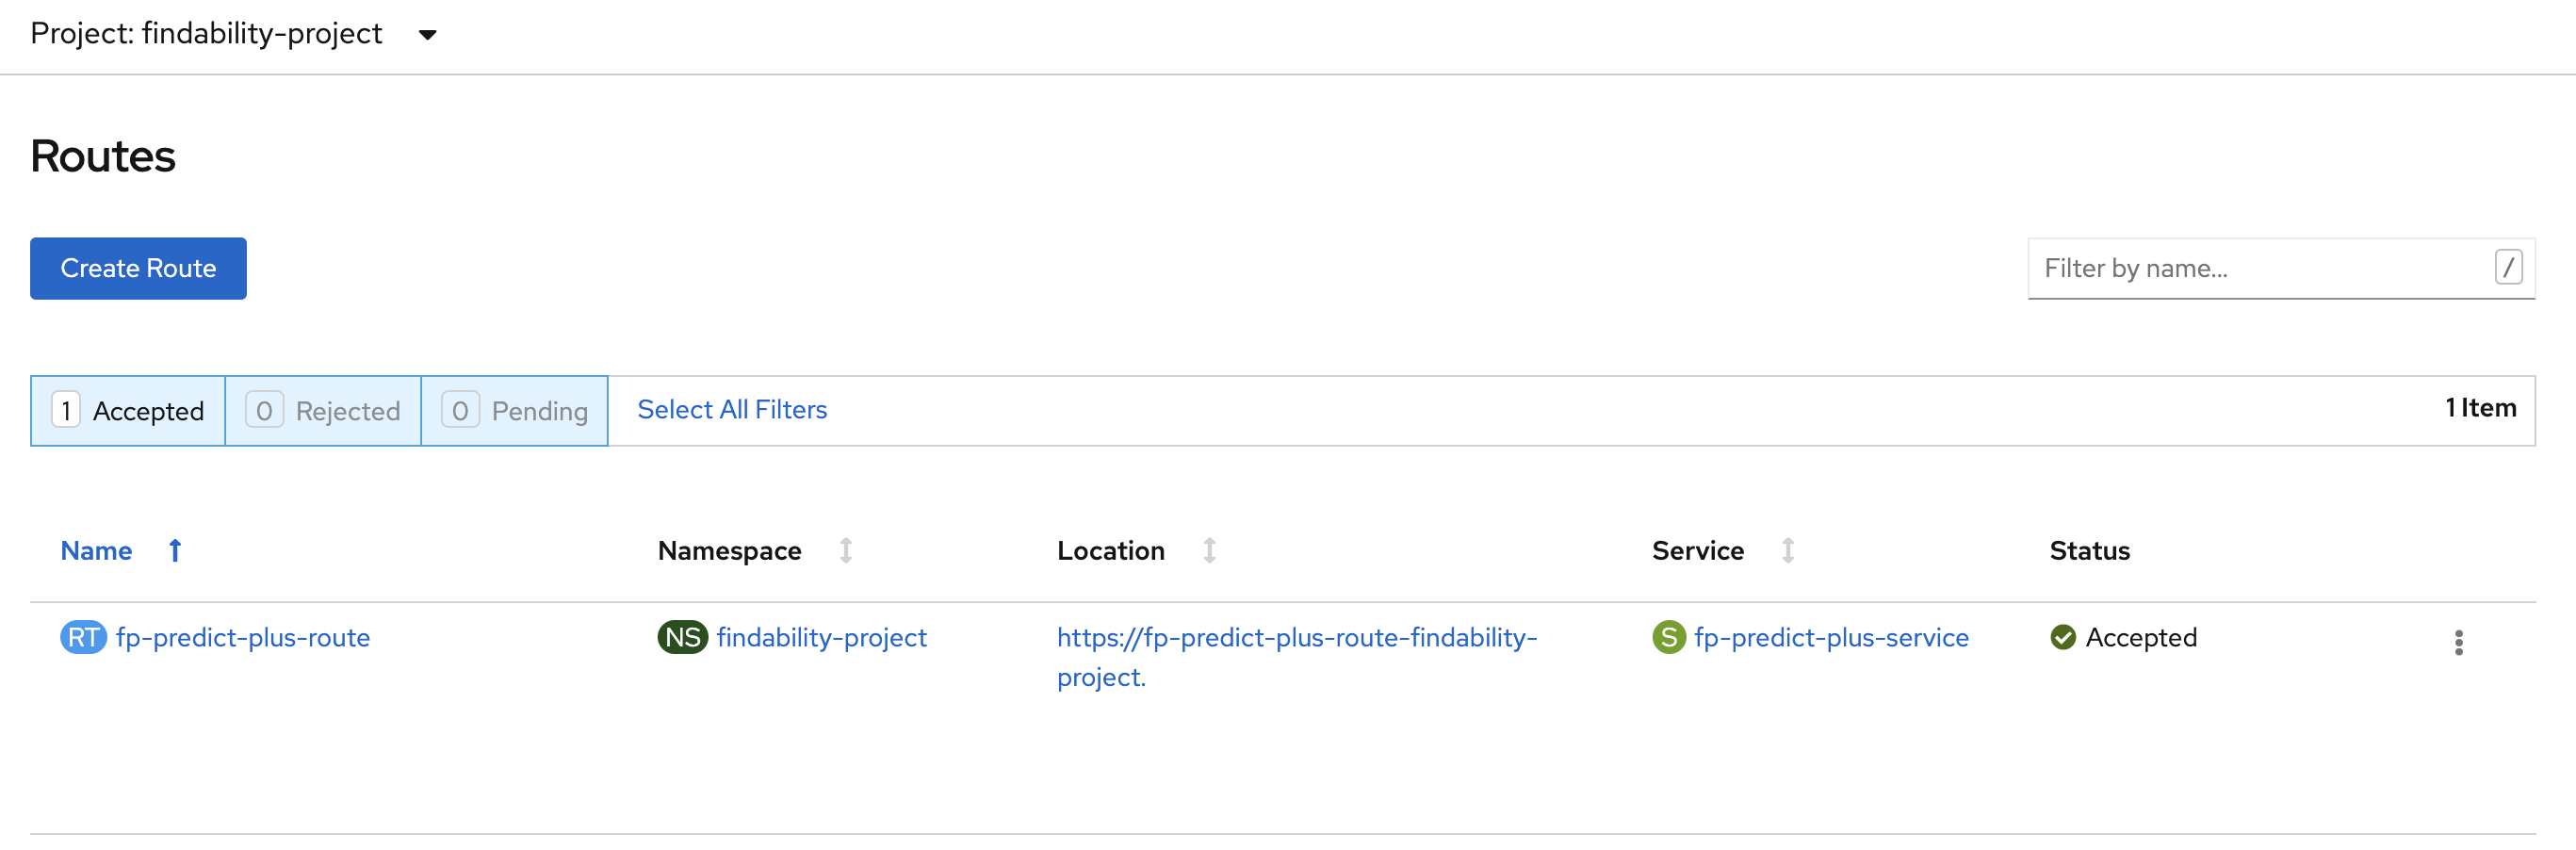 Project: findability-project
Routes
Create Route
Filter by name...
/
1 Accepted 0 Rejected 0 Pending Select All Filters 1 Item
Name Namespace Location Service Status
RT fp-predict-plus-route NS findability-project https://fp-predict-plus-route-findability- S fp-predict-plus-service Accepted
project.